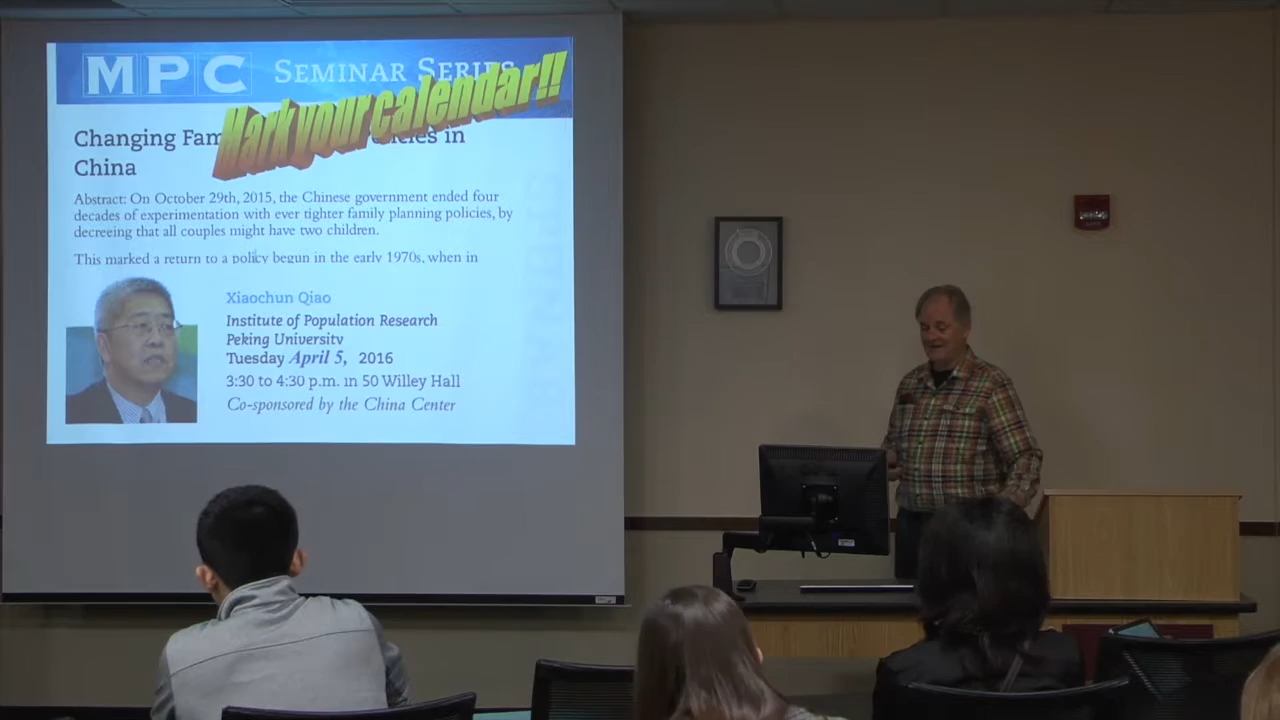 MPC SEMINAR SERIES
Mark your calendar!!
Changing Fam cies in
China
Abstract: On October 29th, 2015, the Chinese government ended four
decades of experimentation with ever tighter family planning policies, by
decreeing that all couples might have two children.
This marked a return to a policy begun in the early 1970s, when in
Xiaochun Qiao
Institute of Population Research
Peking University
Tuesday April 5, 2016
3:30 to 4:30 p.m. in 50 Willey Hall
Co-sponsored by the China Center